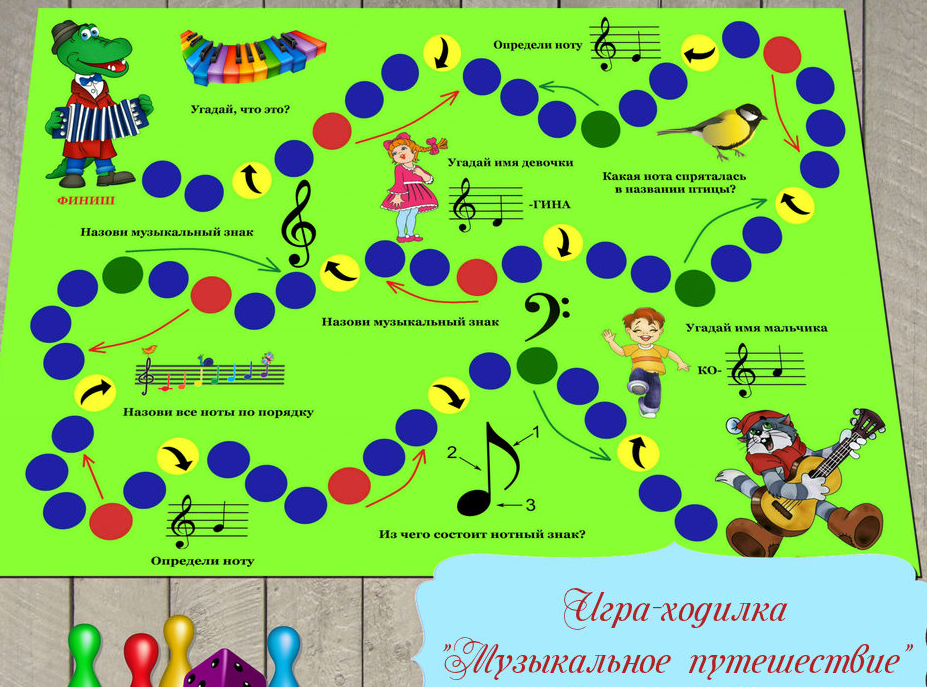 Определи ноту
Угадай, что это?
Угадай имя девочки
-ГИНА
Какая нота спряталась
в названии птицы?
ФИНИШ
Назови музыкальный знак
Назови музыкальный знак
Угадай имя мальчика
КО-
Назови все ноты по порядку
1
2
3
Из чего состоит нотный знак?
Определи ноту
Игра-ходилка
"Музыкальное путешествие"